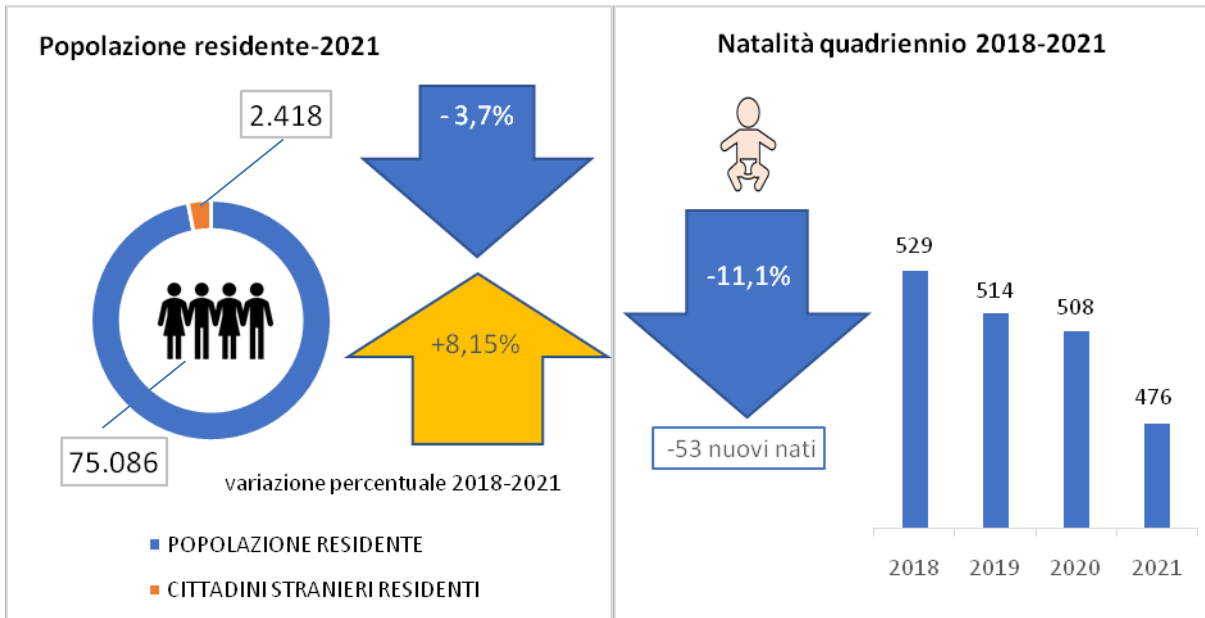 Popolazione residente-2021
2.418
- 3,7%
+8,15%
75.086
variazione percentuale 2018-2021
POPOLAZIONE RESIDENTE
CITTADINI STRANIERI RESIDENTI
Natalità quadriennio 2018-2021
-11,1%
-53 nuovi nati
529
514
508
476
2018
2019
2020
2021